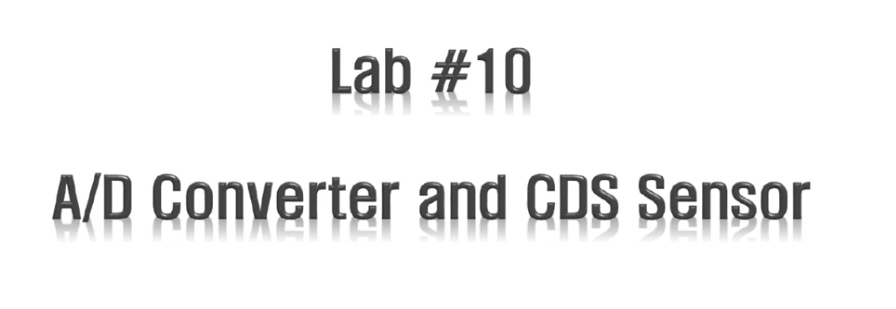 Lab #10
A/D Converter and CDS Sensor